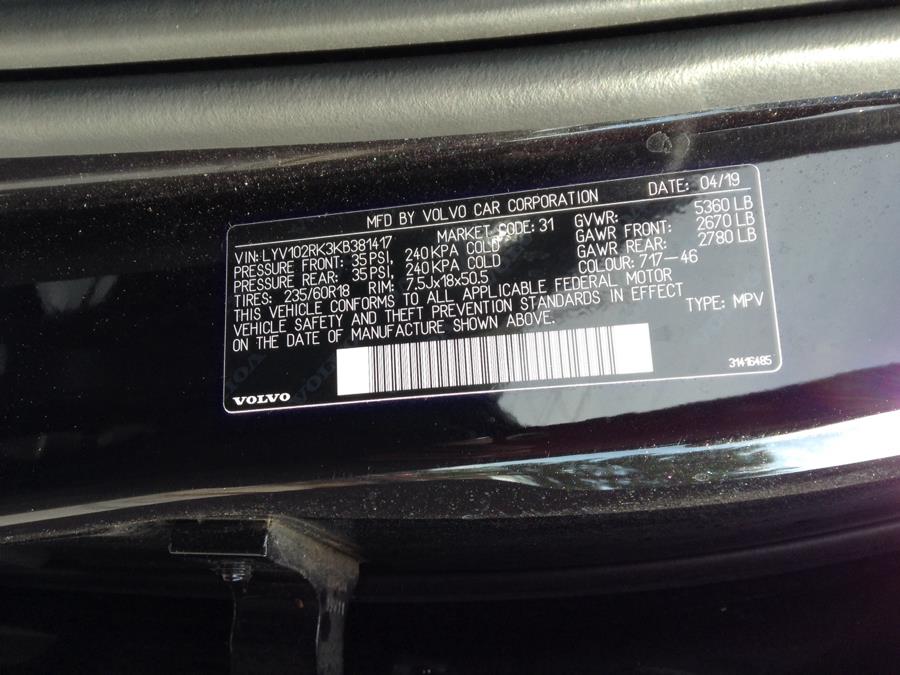 MFD BY VOLVO CAR CORPORATION DATE: 04/19
VIN: LYV102RK3KB381417 MARKET CODE: 31 GVWR: 5360 LB
PRESSURE FRONT: 35 PSI, 240 KPA COLD GAWR FRONT: 2670 LB
PRESSURE REAR: 35 PSI, 240 KPA COLD GAWR REAR: 2780 LB
TIRES: 235/60R18 RIM: 7.5Jx18x50.5 COLOUR: 717-46
THIS VEHICLE CONFORMS TO ALL APPLICABLE FEDERAL MOTOR
VEHICLE SAFETY AND THEFT PREVENTION STANDARDS IN EFFECT TYPE: MPV
ON THE DATE OF MANUFACTURE SHOWN ABOVE.
31416485
VOLVO